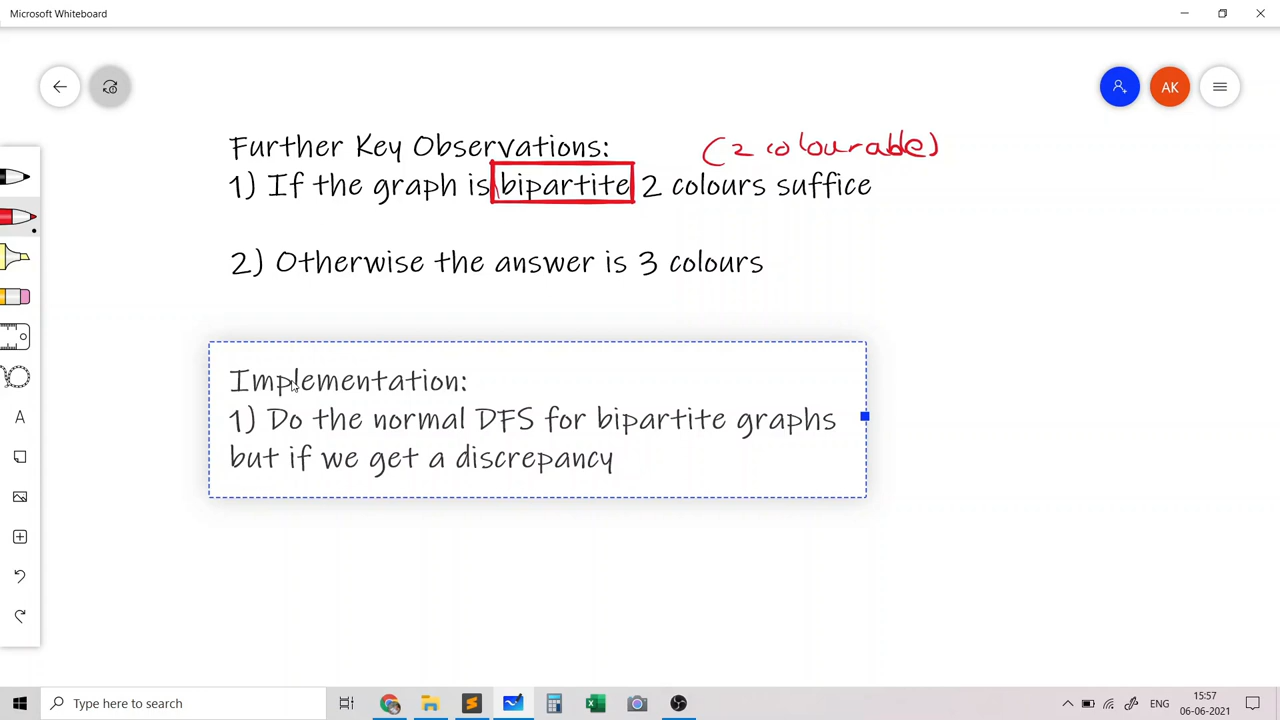 Microsoft Whiteboard
AK
Further Key Observations:
(2 colourable)
1) If the graph is bipartite 2 colours suffice
2) Otherwise the answer is 3 colours
Implementation:
1) Do the normal DFS for bipartite graphs
but if we get a discrepancy
A
Type here to search
ENG
15:57
06-06-2021